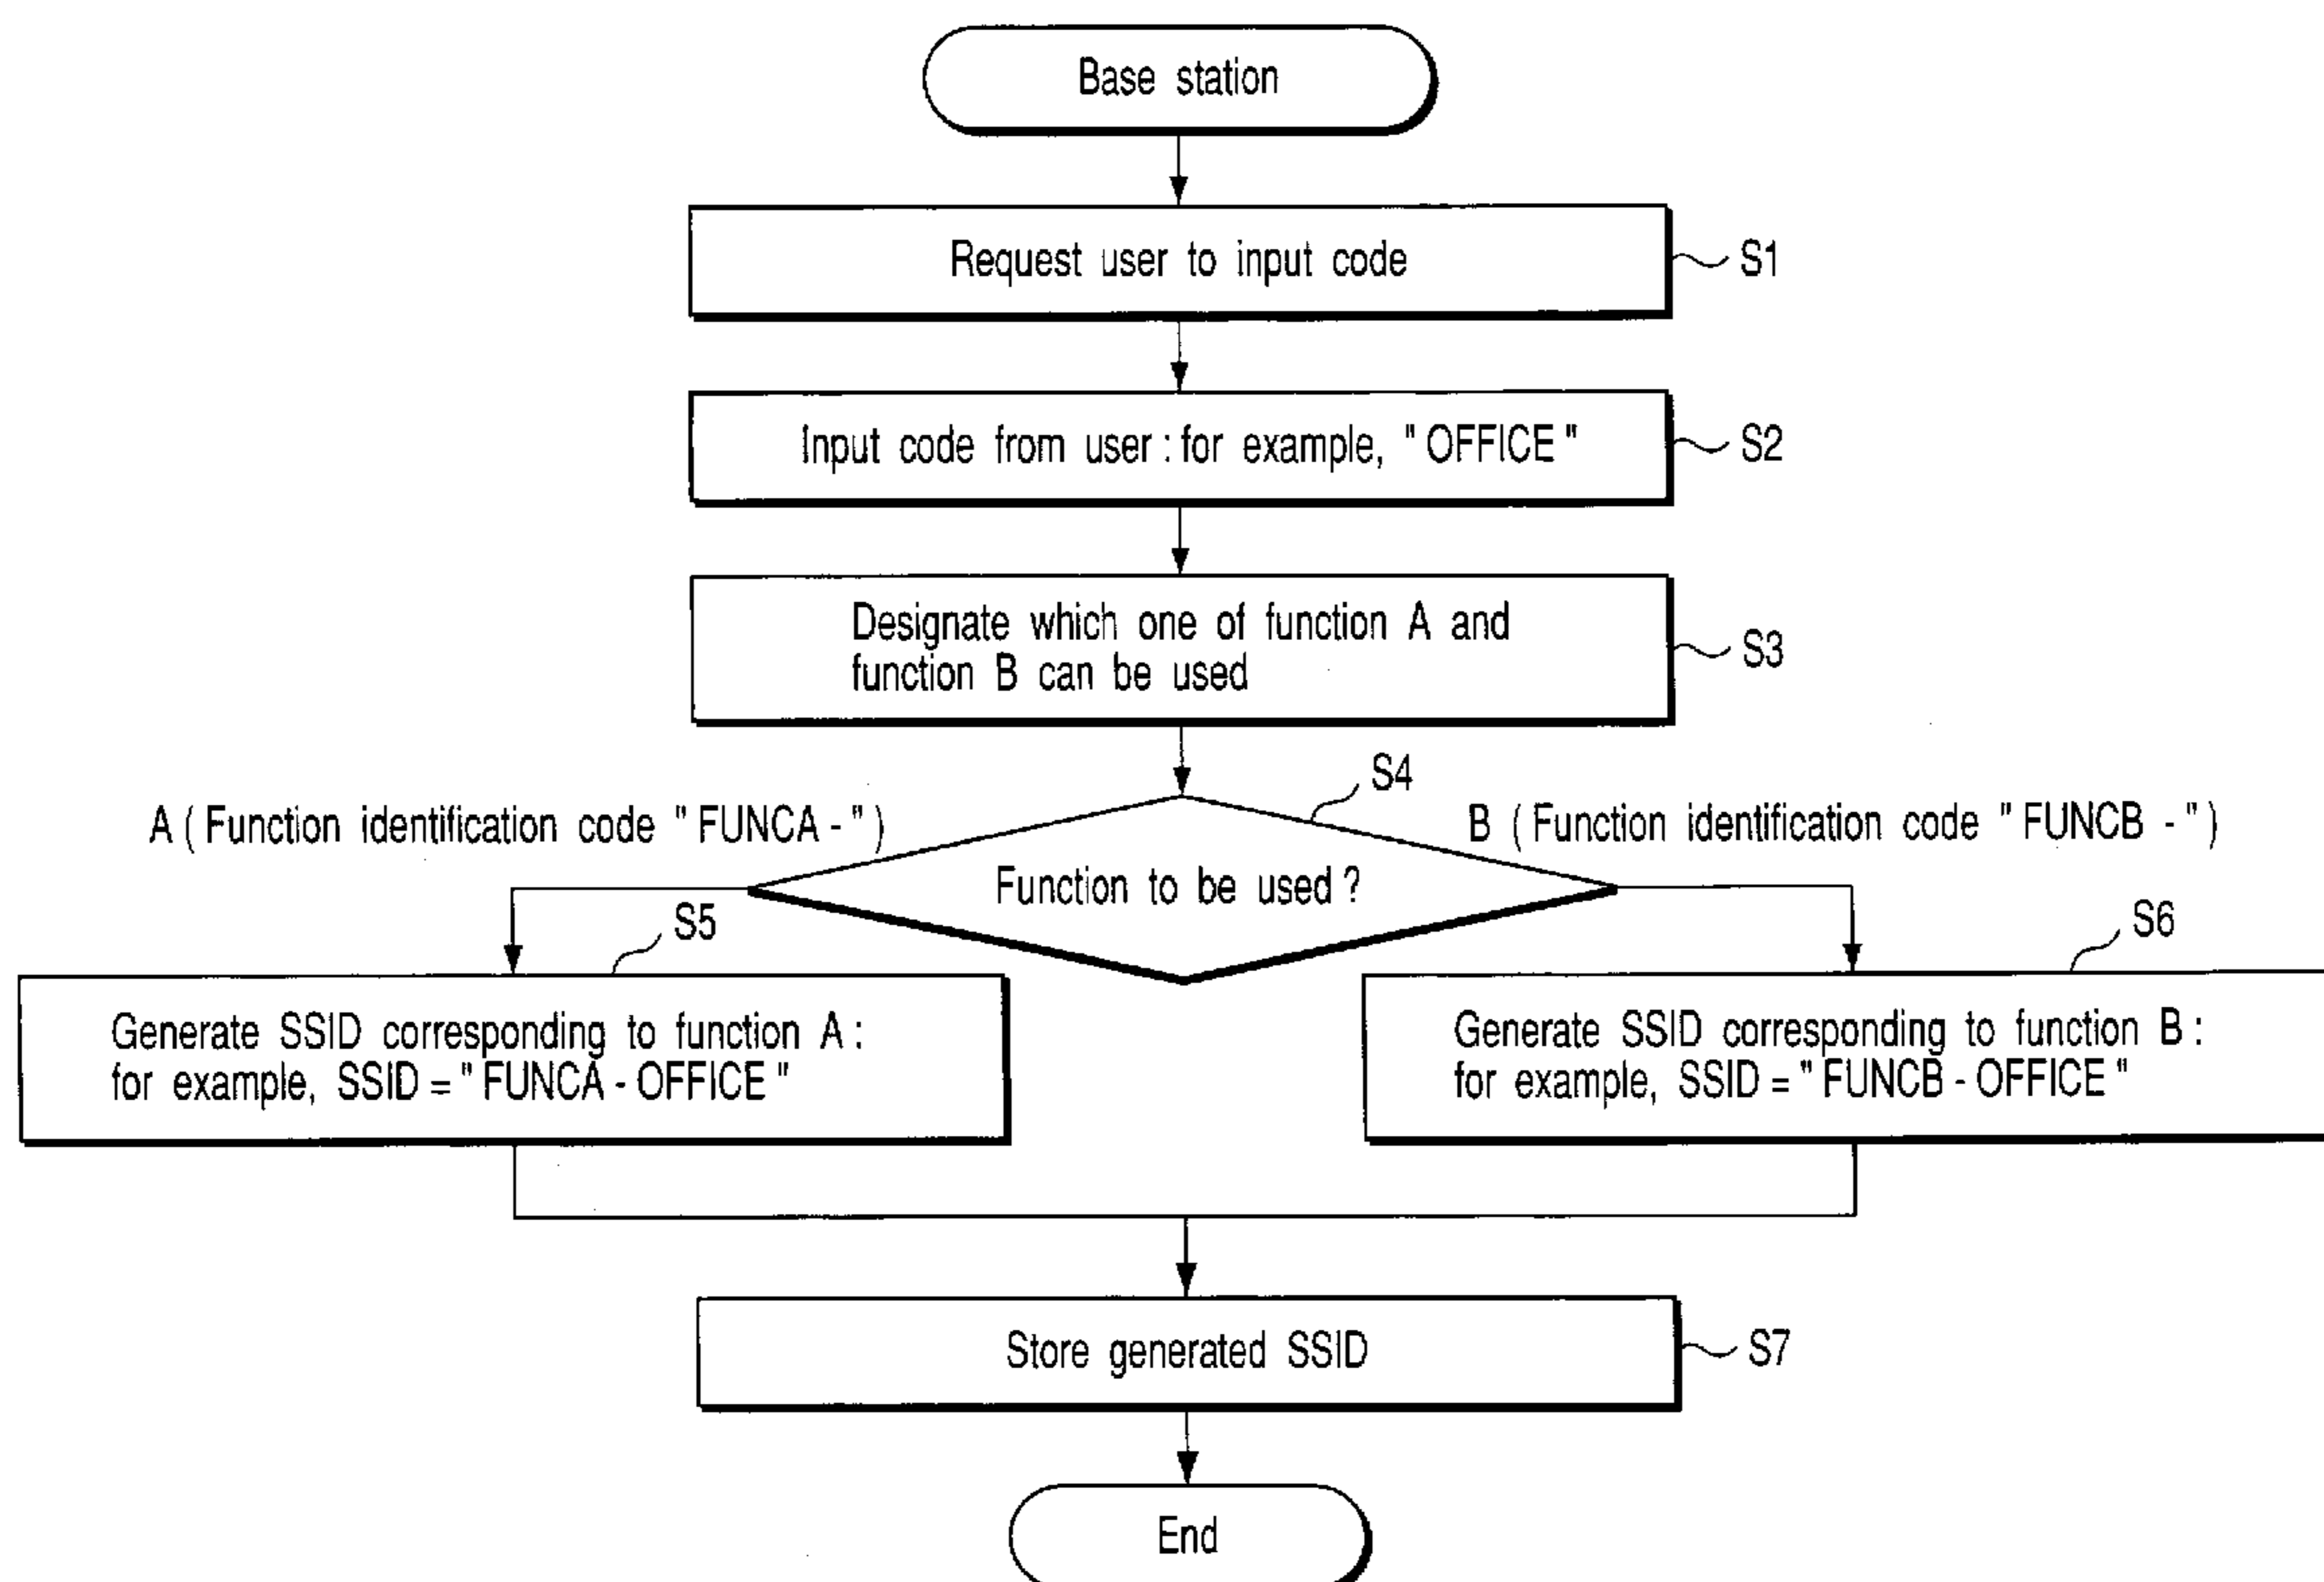 Base station
Request user to input code
S1
Input code from user : for example, " OFFICE "
S2
Designate which one of function A and
function B can be used
S3
S4
A ( Function identification code " FUNCA - " )
B ( Function identification code " FUNCB - " )
Function to be used ?
S5
S6
Generate SSID corresponding to function A :
for example, SSID = " FUNCA - OFFICE "
Generate SSID corresponding to function B :
for example, SSID = " FUNCB - OFFICE "
Store generated SSID
S7
End